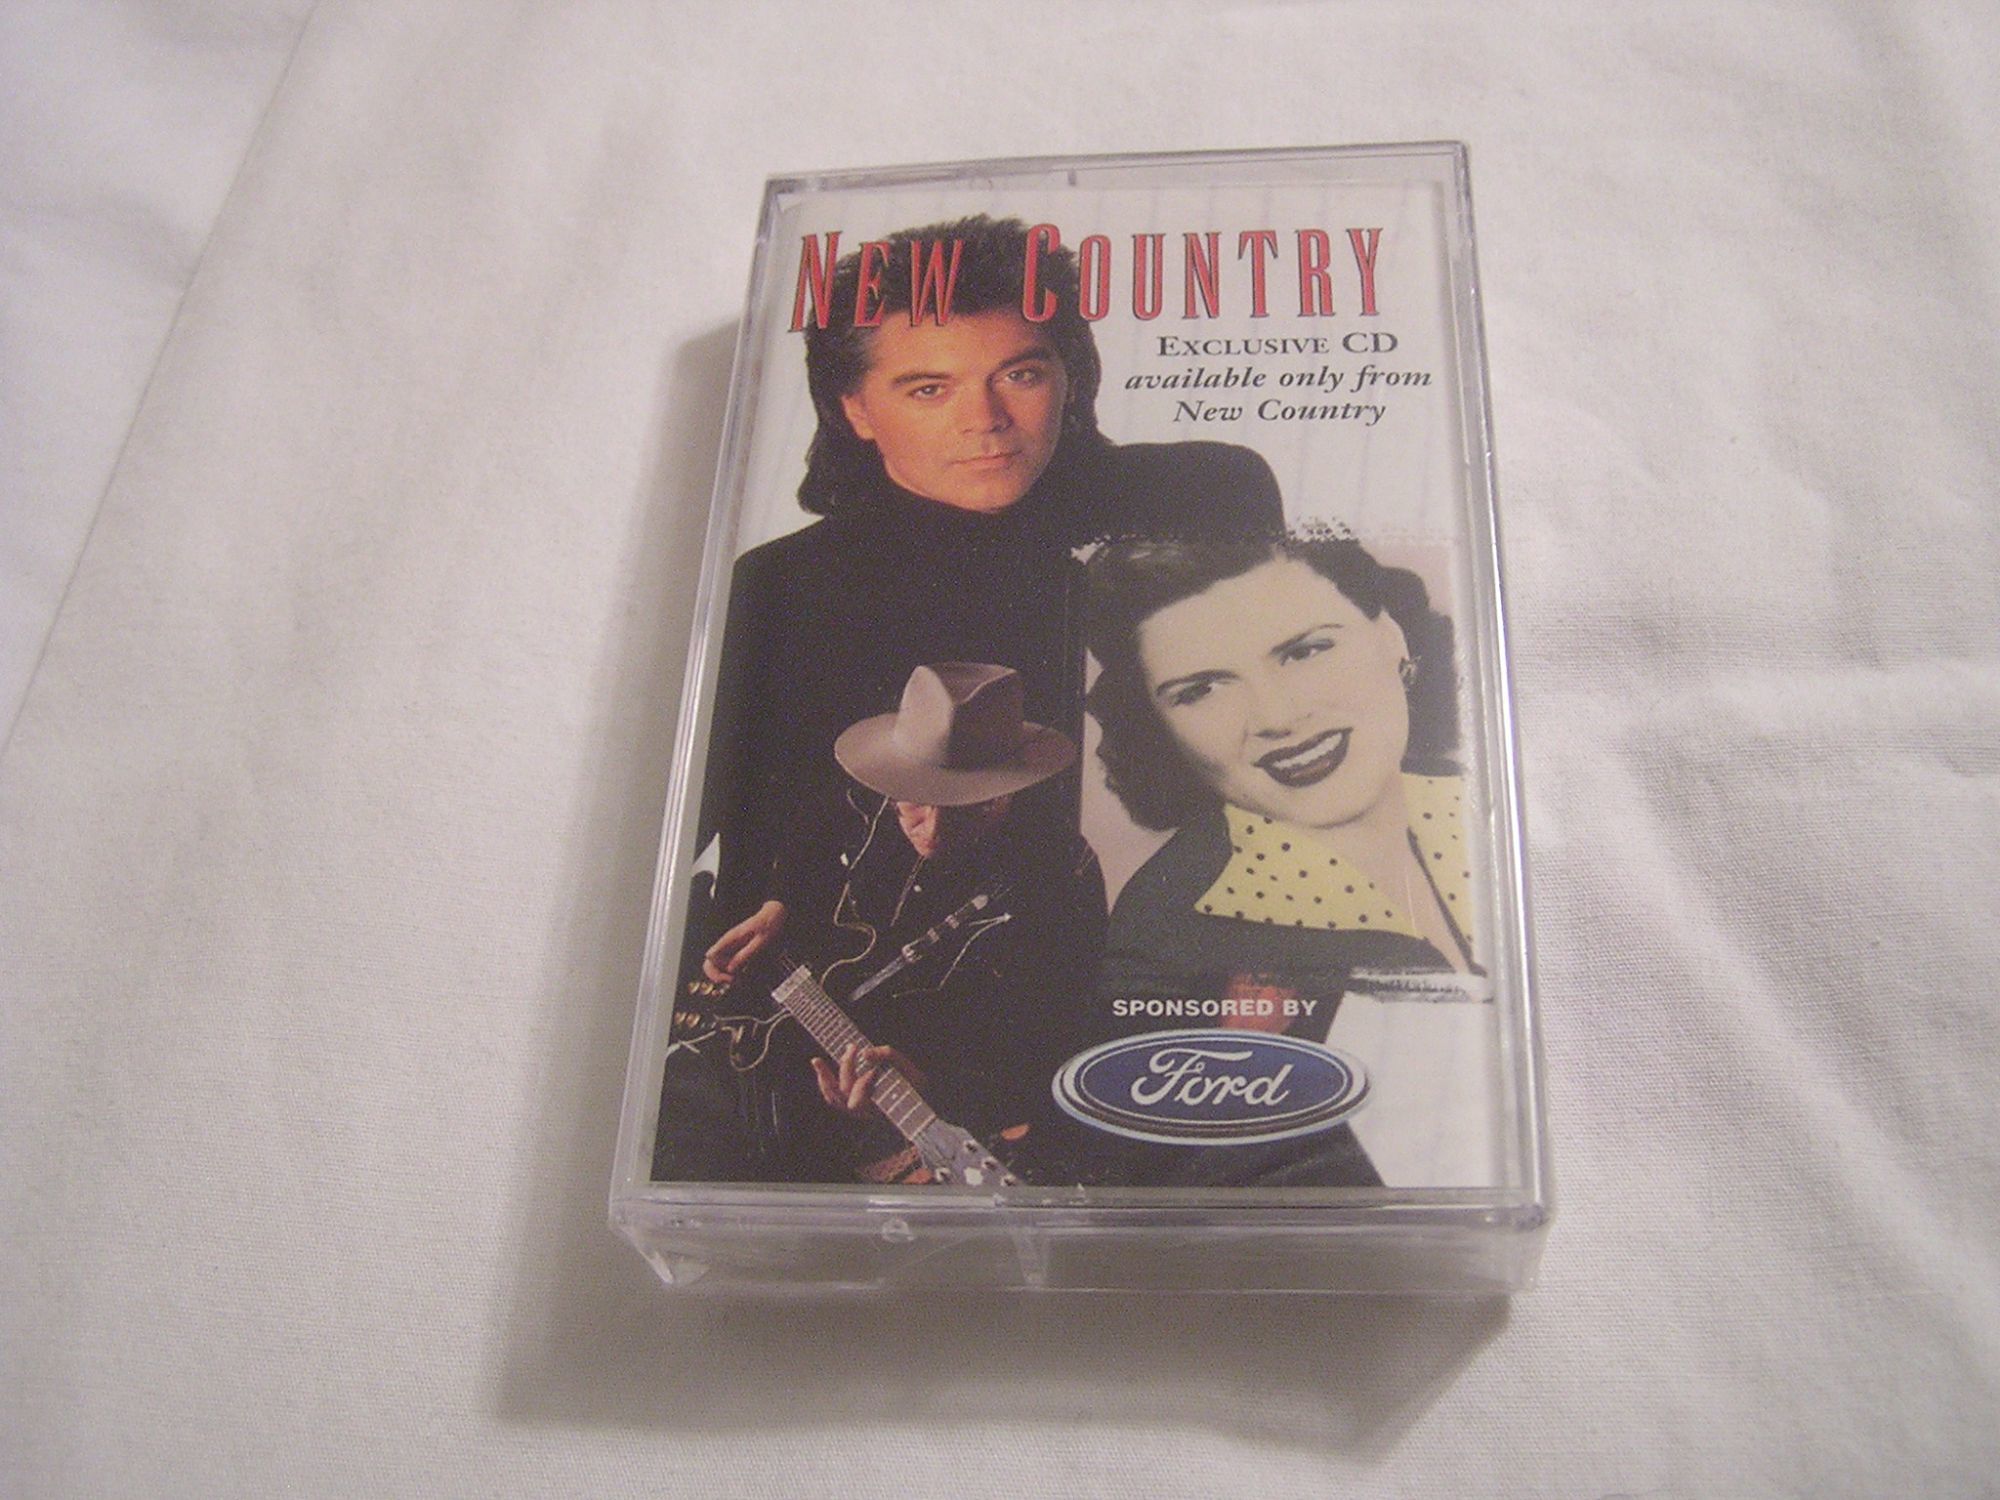 NEW COUNTRY
EXCLUSIVE CD
available only from
New Country
SPONSORED BY
Ford